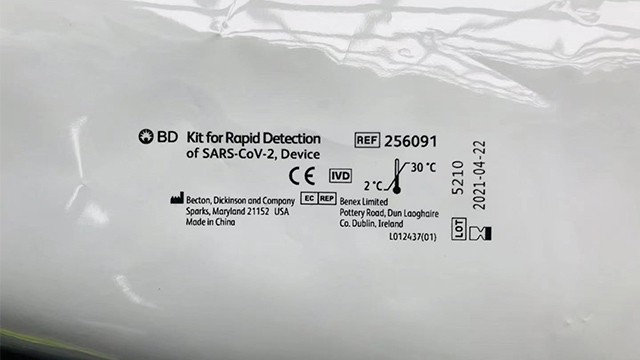 BD Kit for Rapid Detection
of SARS-CoV-2, Device
REF 256091
CE IVD
2 °C 30 °C
Becton, Dickinson and Company
Sparks, Maryland 21152 USA
Made in China
EC REP Benex Limited
Pottery Road, Dun Laoghaire
Co. Dublin, Ireland
L012437(01)
LOT 5210
2021-04-22